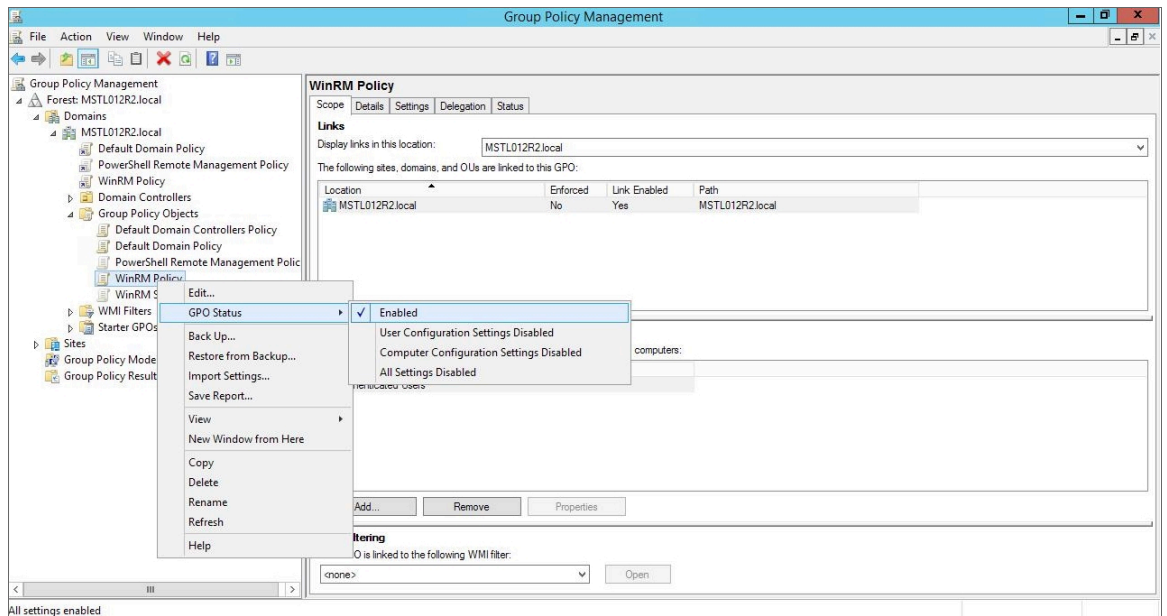 Group Policy Management
File Action View Window Help
Group Policy Management
Forest: MSTL012R2.local
Domains
MSTL012R2.local
Default Domain Policy
PowerShell Remote Management Policy
WinRM Policy
Domain Controllers
Group Policy Objects
Default Domain Controllers Policy
Default Domain Policy
PowerShell Remote Management Polic
WinRM Policy
WinRM S
WMI Filters
Starter GPOs
Sites
Group Policy Mode
Group Policy Result
Edit...
GPO Status
Back Up...
Restore from Backup...
Import Settings...
Save Report...
View
New Window from Here
Copy
Delete
Rename
Refresh
Help
Enabled
User Configuration Settings Disabled
Computer Configuration Settings Disabled
All Settings Disabled
WinRM Policy
Scope Details Settings Delegation Status
Links
Display links in this location: MSTL012R2.local
The following sites, domains, and OUs are linked to this GPO:
Location Enforced Link Enabled Path
MSTL012R2.local No Yes MSTL012R2.local
computers:
Users
Add... Remove Properties
ltering
O is linked to the following WMI filter:
<none> Open
All settings enabled